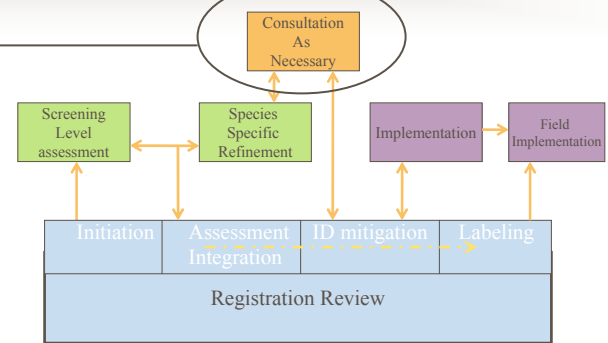 Consultation
As
Necessary
Screening
Level
assessment
Species
Specific
Refinement
Implementation
Field
Implementation
Initiation
Assessment
Integration
ID mitigation
Labeling
Registration Review